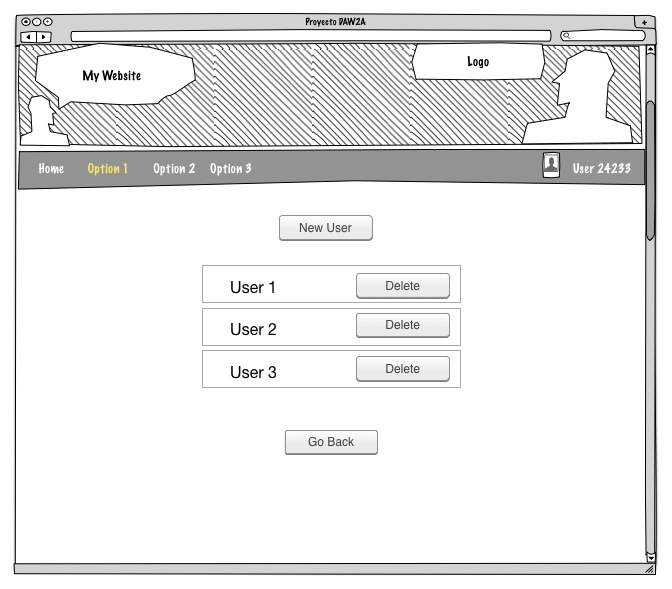 Proyecto DAW2A
My Website
Logo
Home Option 1 Option 2 Option 3 User 24233
New User
User 1 Delete
User 2 Delete
User 3 Delete
Go Back